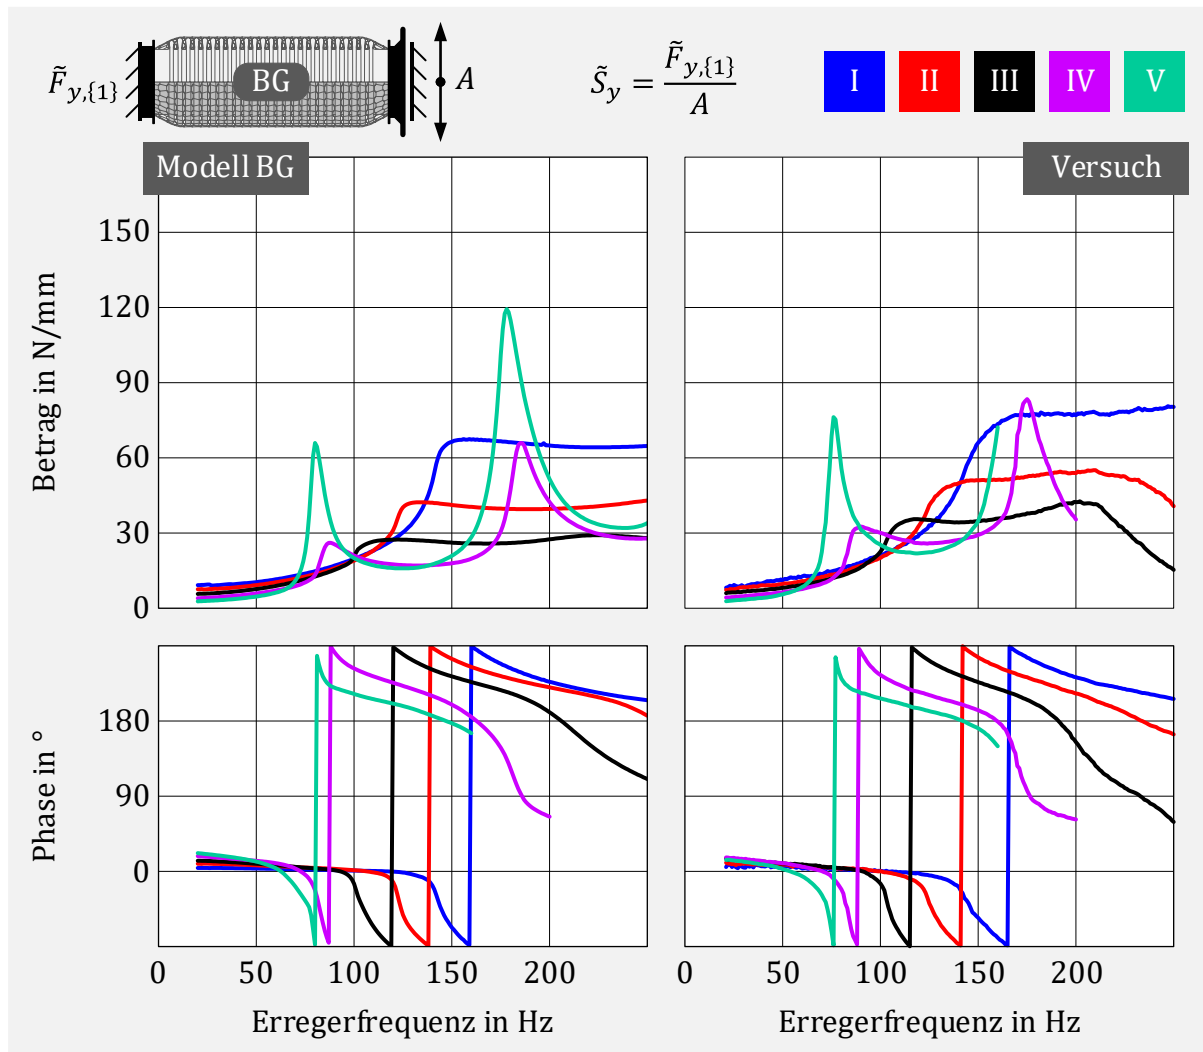 F̃y,{1} BG A S̃y = F̃y,{1} / A I II III IV V
Modell BG Versuch
Betrag in N/mm
150
120
90
60
30
0
Phase in °
180
90
0
0 50 100 150 200
0 50 100 150 200
Erregerfrequenz in Hz Erregerfrequenz in Hz